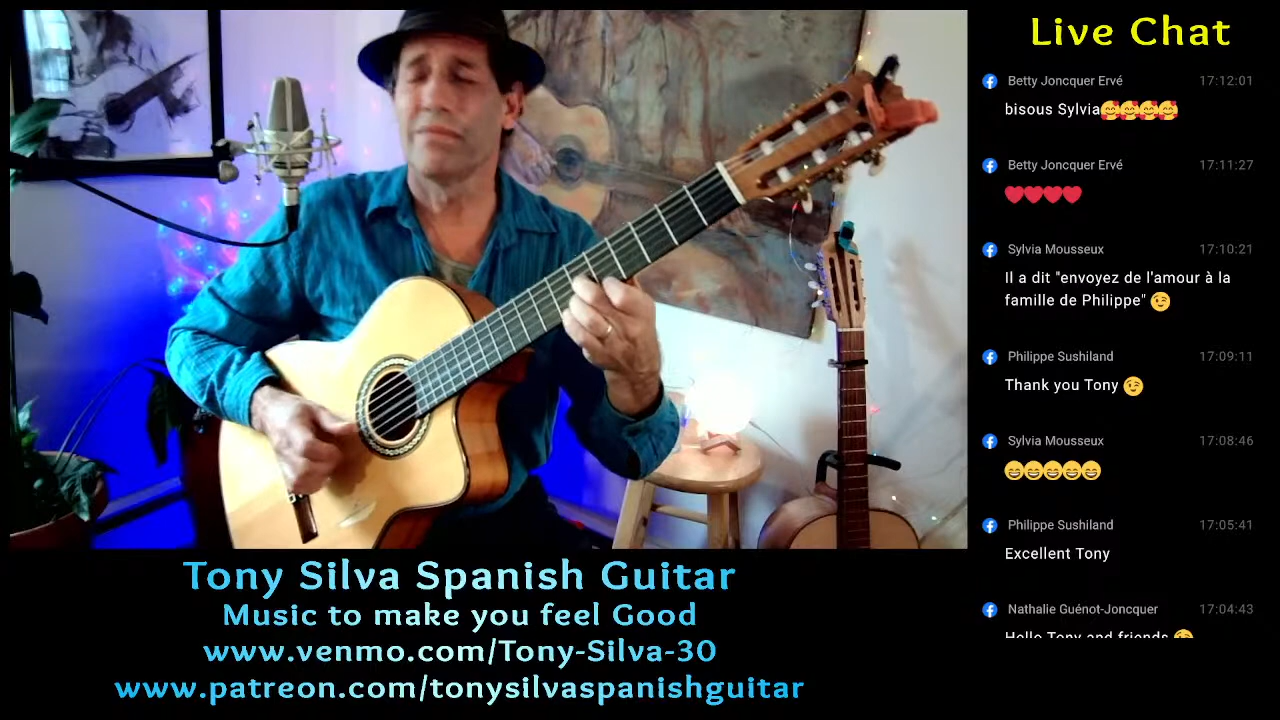 Live Chat
Betty Joncquer Ervé 17:12:01
bisous Sylvia🥰🥰🥰🥰
Betty Joncquer Ervé 17:11:27
❤️❤️❤️❤️
Sylvia Mousseux 17:10:21
Il a dit "envoyez de l'amour à la
famille de Philippe" 😉
Philippe Sushiland 17:09:11
Thank you Tony 😉
Sylvia Mousseux 17:08:46
😁😁😁😁😁
Philippe Sushiland 17:05:41
Excellent Tony
Nathalie Guénot-Joncquer 17:04:43
Hello Tony and friends 😉
Tony Silva Spanish Guitar
Music to make you feel Good
www.venmo.com/Tony-Silva-30
www.patreon.com/tonysilvaspanishguitar